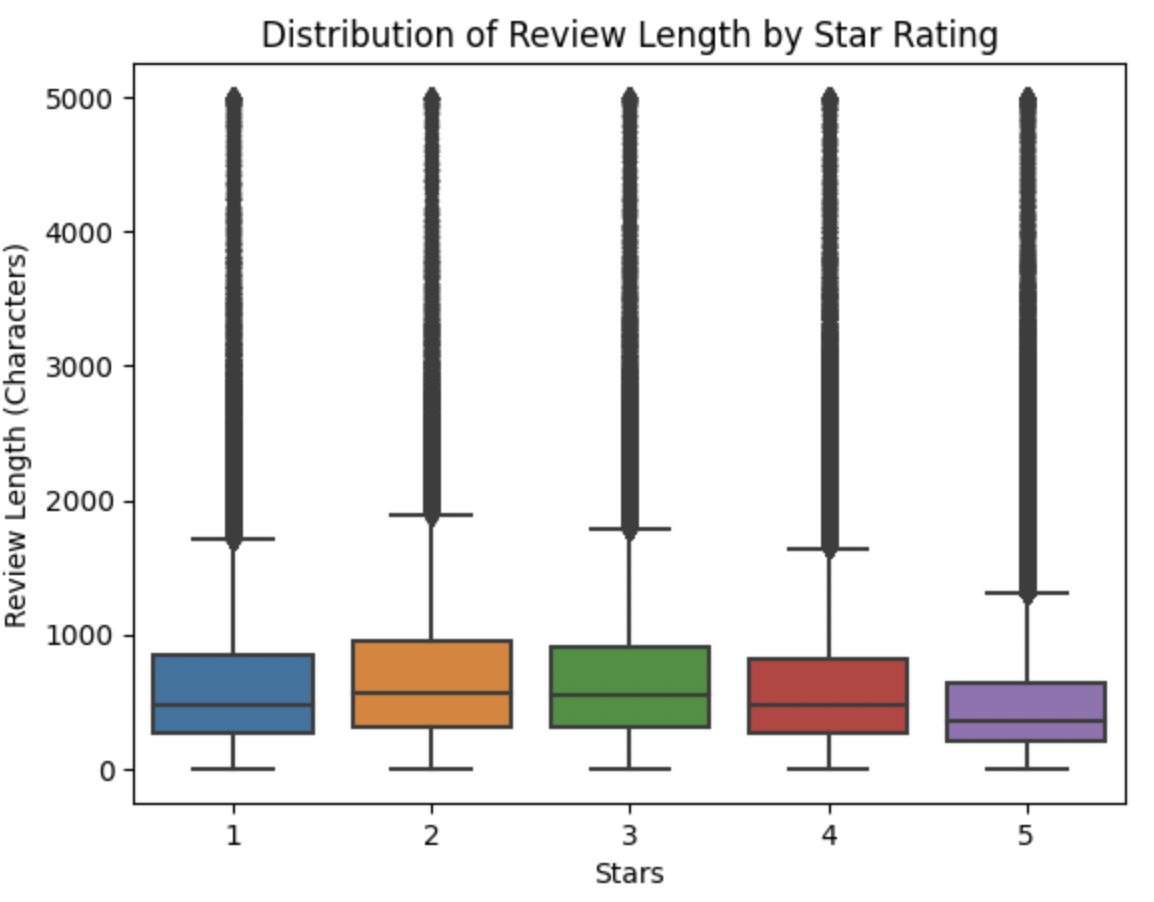 Distribution of Review Length by Star Rating
Review Length (Characters)
5000
4000
3000
2000
1000
0
1 2 3 4 5
Stars